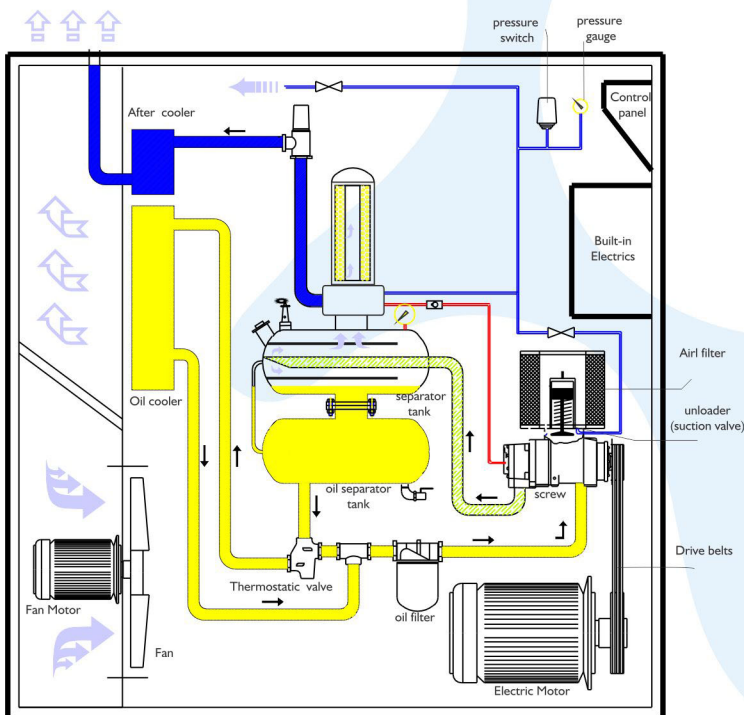 pressure
switch
pressure
gauge
Control
panel
After cooler
Built-in
Electrics
Airl filter
unloader
(suction valve)
Oil cooler
separator
tank
oil separator
tank
screw
Drive belts
Thermostatic valve
oil filter
Fan Motor
Fan
Electric Motor